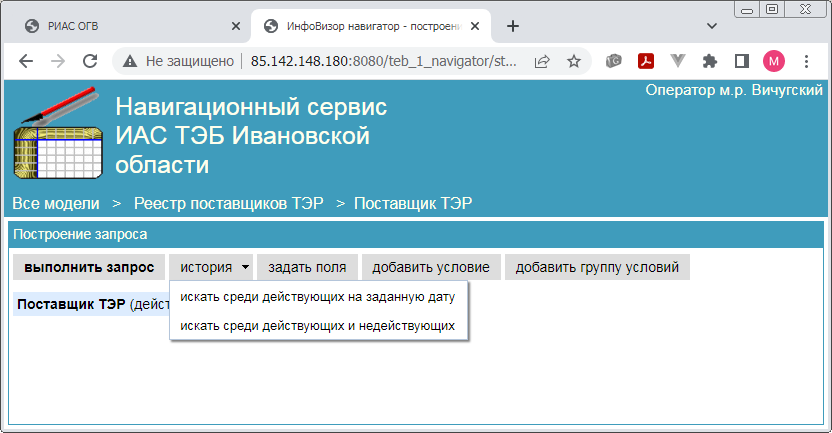 РИАС ОГВ
ИнфоВизор навигатор - построен
Не защищено
85.142.148.180:8080/teb_1_navigator/st...
M
Оператор м.р. Вичугский
Навигационный сервис
ИАС ТЭБ Ивановской
области
Все модели > Реестр поставщиков ТЭР > Поставщик ТЭР
Построение запроса
выполнить запрос история задать поля добавить условие добавить группу условий
искать среди действующих на заданную дату
Поставщик ТЭР (дейст
искать среди действующих и недействующих